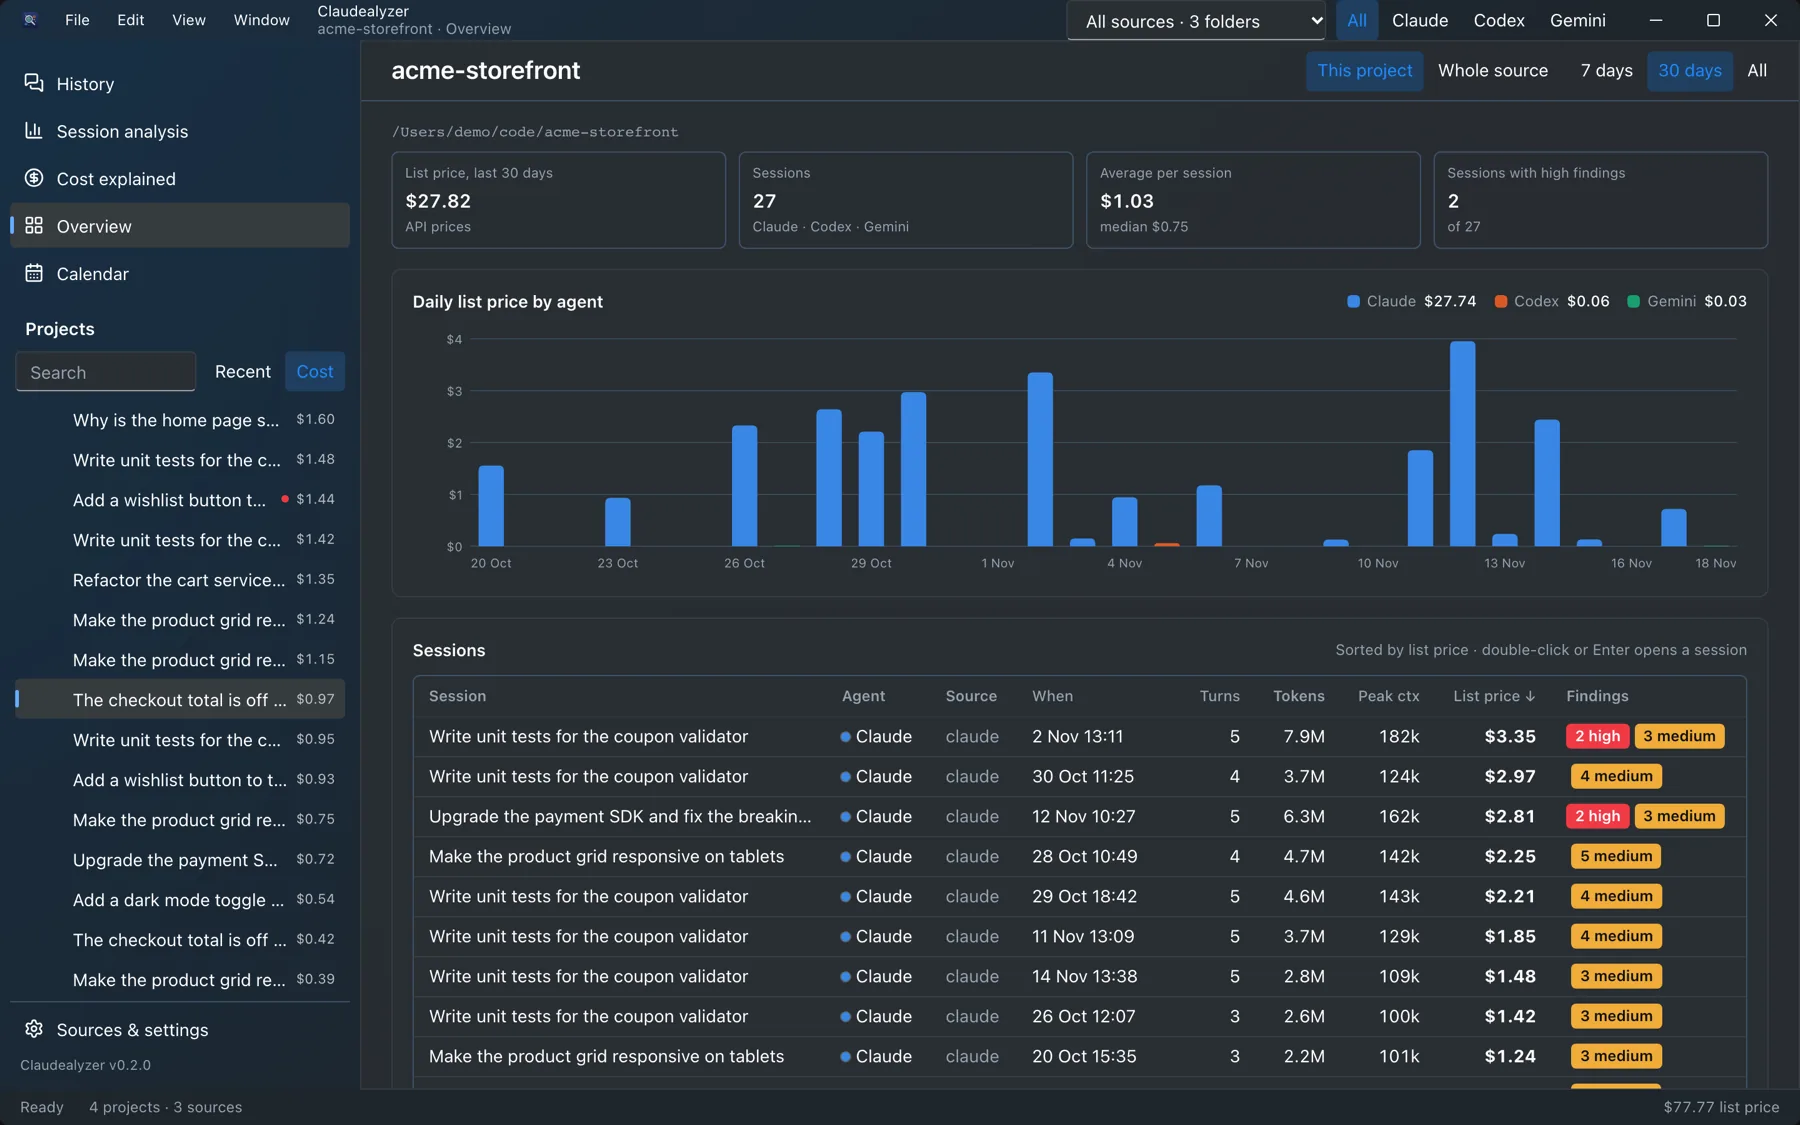 File Edit View Window
Claudealyzer
acme-storefront · Overview
All sources · 3 folders
All Claude Codex Gemini
History
Session analysis
Cost explained
Overview
Calendar
Projects
Search Recent Cost
Why is the home page s... $1.60
Write unit tests for the c... $1.48
Add a wishlist button t... $1.44
Write unit tests for the c... $1.42
Refactor the cart service... $1.35
Make the product grid re... $1.24
Make the product grid re... $1.15
The checkout total is off ... $0.97
Write unit tests for the c... $0.95
Add a wishlist button to t... $0.93
Make the product grid re... $0.75
Upgrade the payment S... $0.72
Add a dark mode toggle ... $0.54
The checkout total is off ... $0.42
Make the product grid re... $0.39
Sources & settings
Claudealyzer v0.2.0
acme-storefront
This project Whole source 7 days 30 days All
/Users/demo/code/acme-storefront
List price, last 30 days
$27.82
API prices
Sessions
27
Claude · Codex · Gemini
Average per session
$1.03
median $0.75
Sessions with high findings
2
of 27
Daily list price by agent
Claude $27.74 Codex $0.06 Gemini $0.03
$4
$3
$2
$1
$0
20 Oct 23 Oct 26 Oct 29 Oct 1 Nov 4 Nov 7 Nov 10 Nov 13 Nov 16 Nov 18 Nov
Sessions
Sorted by list price · double-click or Enter opens a session
Session Agent Source When Turns Tokens Peak ctx List price ↓ Findings
Write unit tests for the coupon validator Claude claude 2 Nov 13:11 5 7.9M 182k $3.35 2 high 3 medium
Write unit tests for the coupon validator Claude claude 30 Oct 11:25 4 3.7M 124k $2.97 4 medium
Upgrade the payment SDK and fix the breakin... Claude claude 12 Nov 10:27 5 6.3M 162k $2.81 2 high 3 medium
Make the product grid responsive on tablets Claude claude 28 Oct 10:49 4 4.7M 142k $2.25 5 medium
Write unit tests for the coupon validator Claude claude 29 Oct 18:42 5 4.6M 143k $2.21 4 medium
Write unit tests for the coupon validator Claude claude 11 Nov 13:09 5 3.7M 129k $1.85 4 medium
Write unit tests for the coupon validator Claude claude 14 Nov 13:38 5 2.8M 109k $1.48 3 medium
Write unit tests for the coupon validator Claude claude 26 Oct 12:07 3 2.6M 100k $1.42 3 medium
Make the product grid responsive on tablets Claude claude 20 Oct 15:35 3 2.2M 101k $1.24 3 medium
Ready 4 projects · 3 sources
$77.77 list price